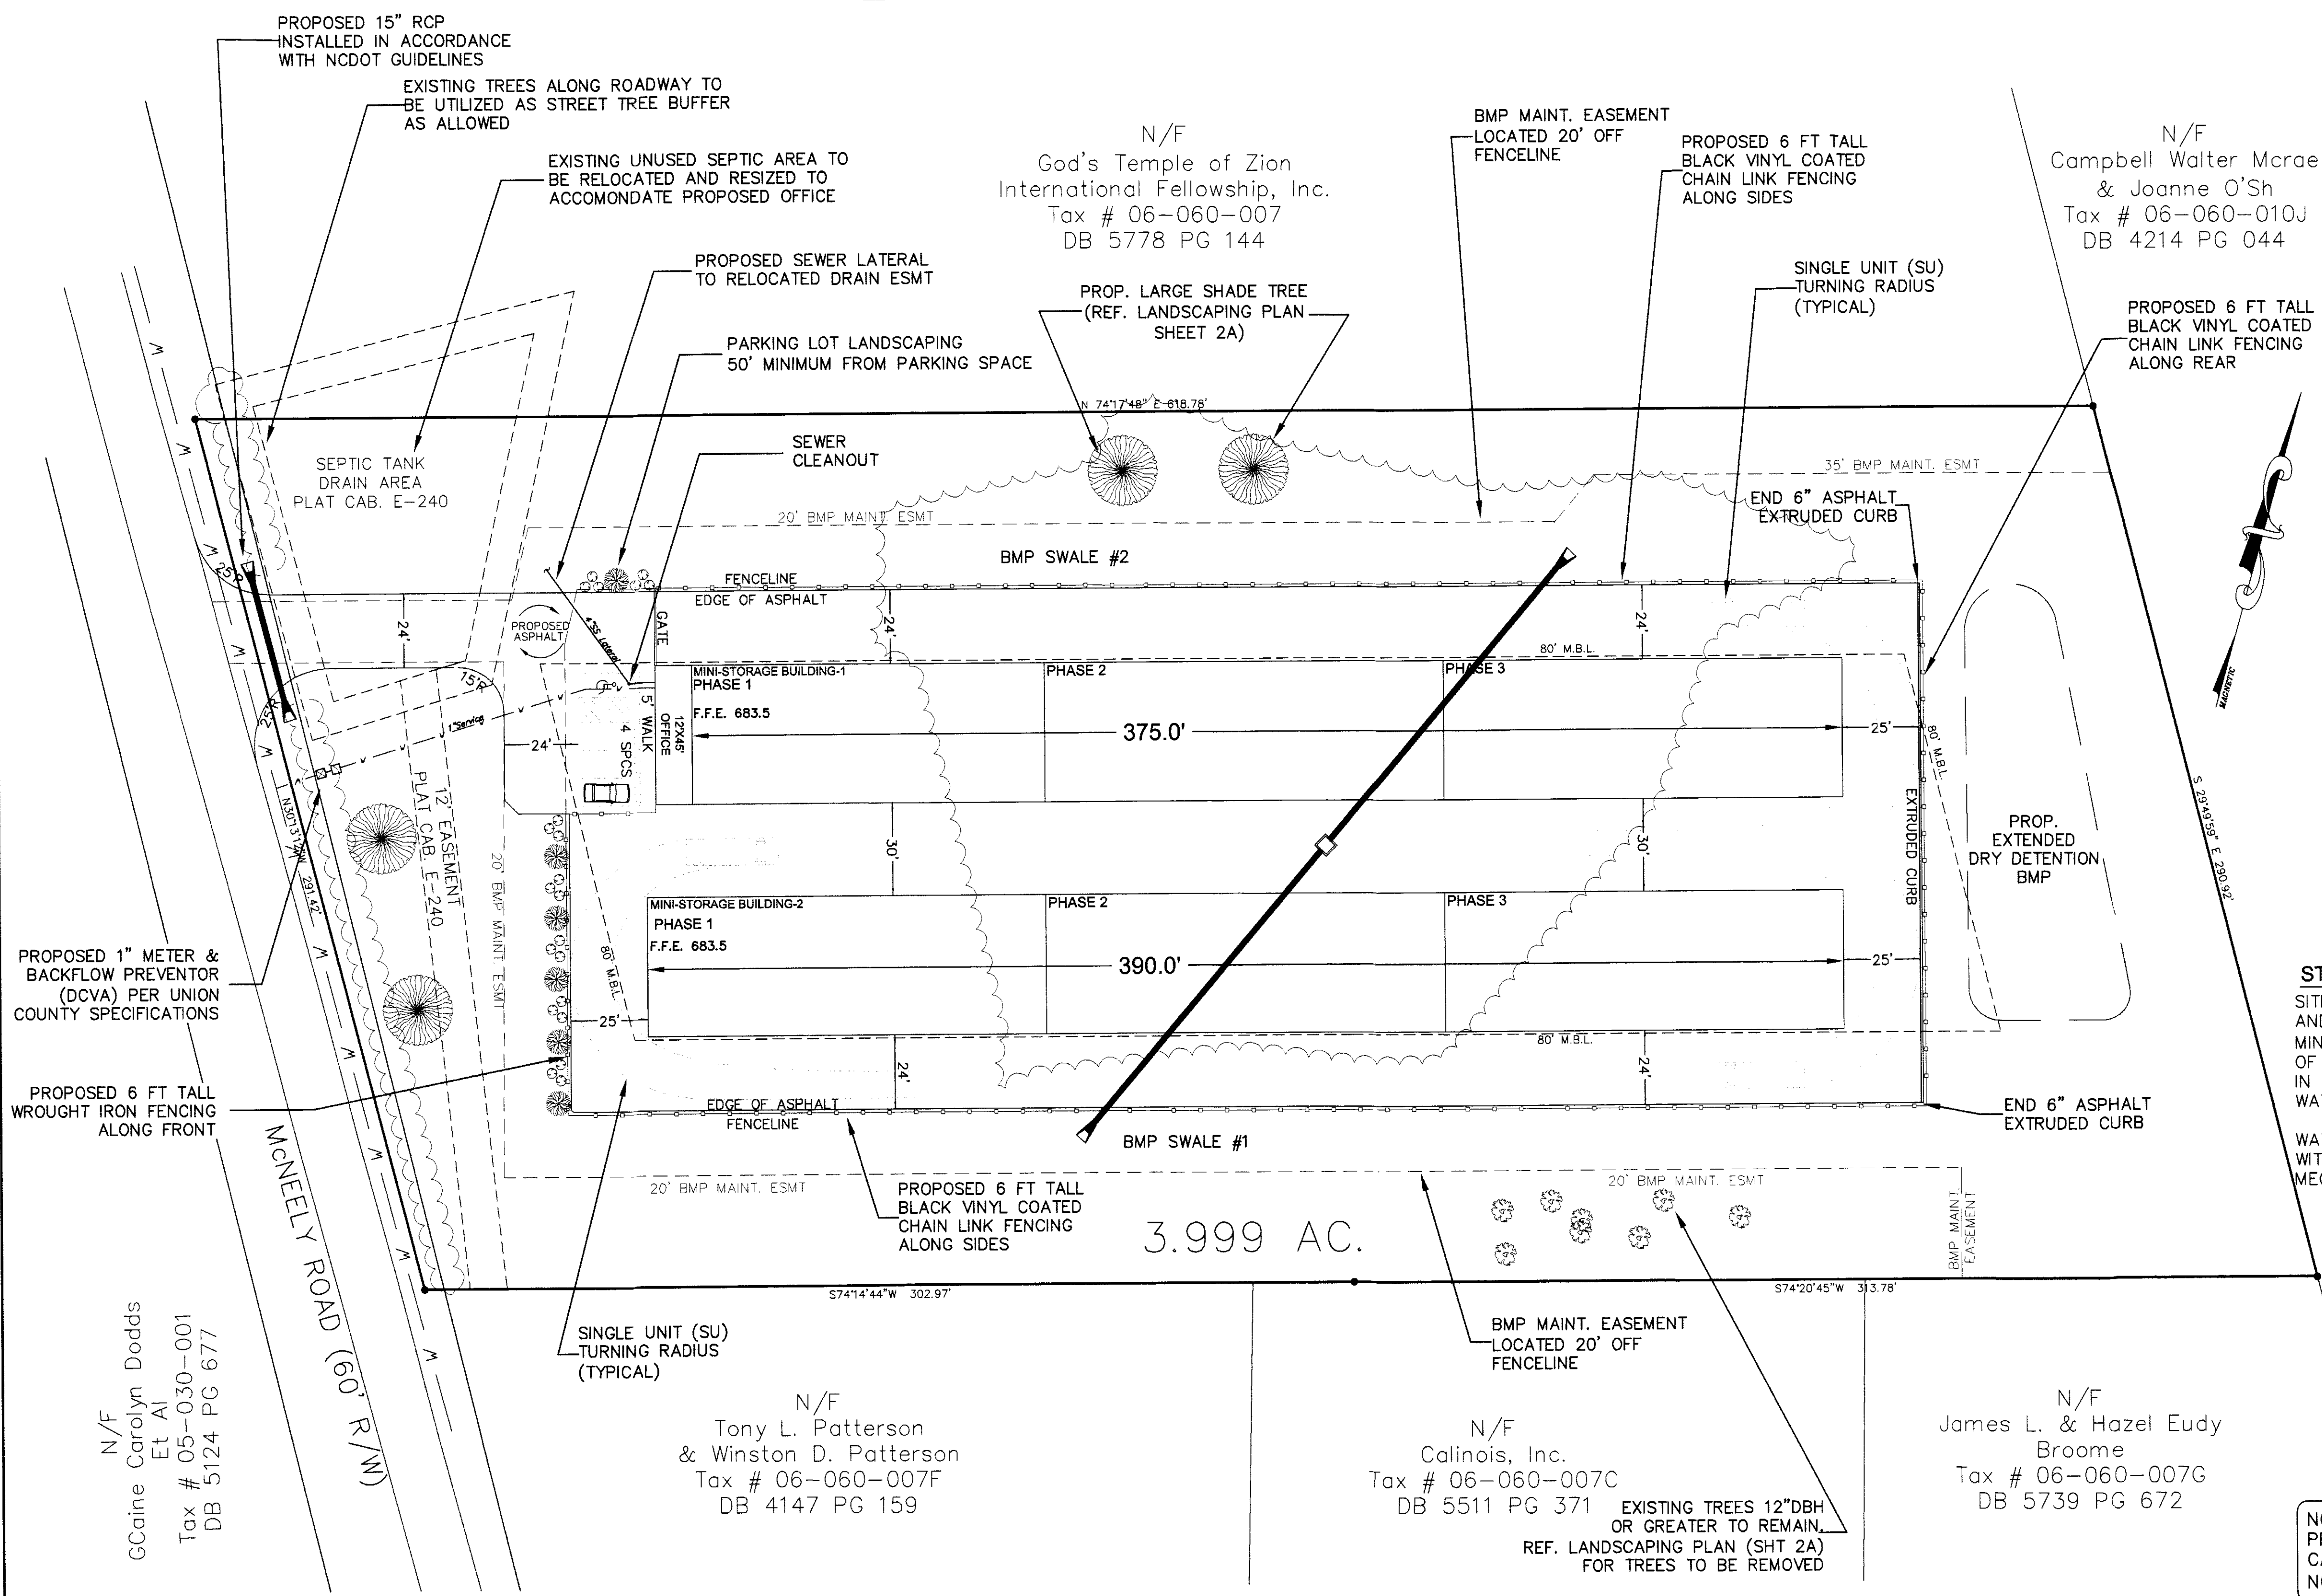 PROPOSED 15" RCP
INSTALLED IN ACCORDANCE
WITH NCDOT GUIDELINES
EXISTING TREES ALONG ROADWAY TO
BE UTILIZED AS STREET TREE BUFFER
AS ALLOWED
EXISTING UNUSED SEPTIC AREA TO
BE RELOCATED AND RESIZED TO
ACCOMONDATE PROPOSED OFFICE
PROPOSED SEWER LATERAL
TO RELOCATED DRAIN ESMT
PARKING LOT LANDSCAPING
50' MINIMUM FROM PARKING SPACE
SEWER
CLEANOUT
N/F
God's Temple of Zion
International Fellowship, Inc.
Tax # 06-060-007
DB 5778 PG 144
PROP. LARGE SHADE TREE
(REF. LANDSCAPING PLAN
SHEET 2A)
BMP MAINT. EASEMENT
LOCATED 20' OFF
FENCELINE
PROPOSED 6 FT TALL
BLACK VINYL COATED
CHAIN LINK FENCING
ALONG SIDES
SINGLE UNIT (SU)
TURNING RADIUS
(TYPICAL)
N/F
Campbell Walter Mcrae
& Joanne O'Sh
Tax # 06-060-010J
DB 4214 PG 044
PROPOSED 6 FT TALL
BLACK VINYL COATED
CHAIN LINK FENCING
ALONG REAR
MAGNETIC
N 74°17'48" E 618.78'
SEPTIC TANK
DRAIN AREA
PLAT CAB. E-240
35' BMP MAINT. ESMT
END 6" ASPHALT
EXTRUDED CURB
20' BMP MAINT. ESMT
BMP SWALE #2
FENCELINE
EDGE OF ASPHALT
25'R
24'
PROPOSED
ASPHALT
4"SS Lateral
GATE
24'
24'
80' M.B.L.
MINI-STORAGE BUILDING-1
PHASE 1
PHASE 2
PHASE 3
F.F.E. 683.5
375.0'
25'
80' M.B.L.
15'R
25'R
1"Service
24'
4 SPCS
5' WALK
12'X45'
OFFICE
30'
30'
EXTRUDED CURB
PROP.
EXTENDED
DRY DETENTION
BMP
S 29°49'59" E 290.92'
N30°13'12"W 291.42'
12' EASEMENT
PLAT CAB. E-240
20' BMP MAINT. ESMT
MINI-STORAGE BUILDING-2
PHASE 1
PHASE 2
PHASE 3
F.F.E. 683.5
390.0'
25'
80' M.B.L.
25'
80' M.B.L.
24'
24'
EDGE OF ASPHALT
FENCELINE
BMP SWALE #1
END 6" ASPHALT
EXTRUDED CURB
PROPOSED 1" METER &
BACKFLOW PREVENTOR
(DCVA) PER UNION
COUNTY SPECIFICATIONS
PROPOSED 6 FT TALL
WROUGHT IRON FENCING
ALONG FRONT
20' BMP MAINT. ESMT
PROPOSED 6 FT TALL
BLACK VINYL COATED
CHAIN LINK FENCING
ALONG SIDES
3.999 AC.
20' BMP MAINT. ESMT
BMP MAINT.
EASEMENT
S74°14'44"W 302.97'
S74°20'45"W 313.78'
McNEELY ROAD (60' R/W)
N/F
GCaine Carolyn Dodds
Et Al
Tax # 05-030-001
DB 5124 PG 677
SINGLE UNIT (SU)
TURNING RADIUS
(TYPICAL)
BMP MAINT. EASEMENT
LOCATED 20' OFF
FENCELINE
N/F
Tony L. Patterson
& Winston D. Patterson
Tax # 06-060-007F
DB 4147 PG 159
N/F
Calinois, Inc.
Tax # 06-060-007C
DB 5511 PG 371
EXISTING TREES 12"DBH
OR GREATER TO REMAIN.
REF. LANDSCAPING PLAN (SHT 2A)
FOR TREES TO BE REMOVED
N/F
James L. & Hazel Eudy
Broome
Tax # 06-060-007G
DB 5739 PG 672